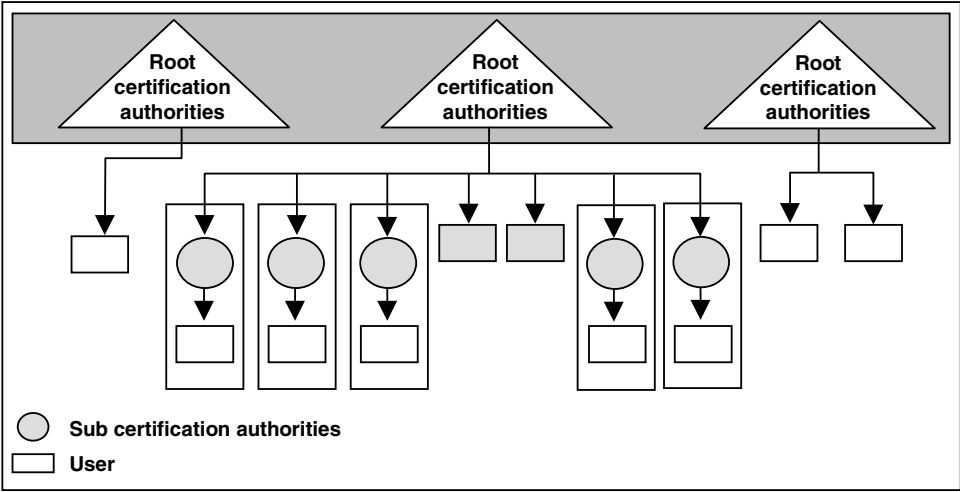 Root
certification
authorities
Root
certification
authorities
Root
certification
authorities
Sub certification authorities
User